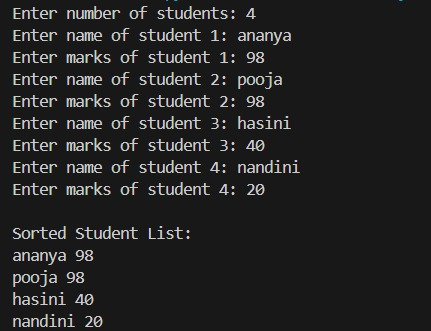 Enter number of students: 4
Enter name of student 1: ananya
Enter marks of student 1: 98
Enter name of student 2: pooja
Enter marks of student 2: 98
Enter name of student 3: hasini
Enter marks of student 3: 40
Enter name of student 4: nandini
Enter marks of student 4: 20

Sorted Student List:
ananya 98
pooja 98
hasini 40
nandini 20